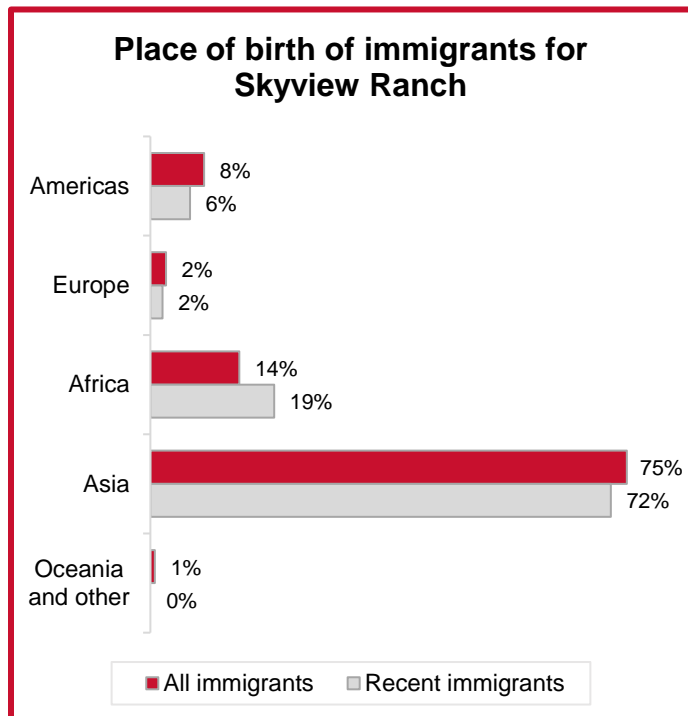 Place of birth of immigrants for
Skyview Ranch
Americas
8%
6%
Europe
2%
2%
Africa
14%
19%
Asia
75%
72%
Oceania
and other
1%
0%
All immigrants
Recent immigrants